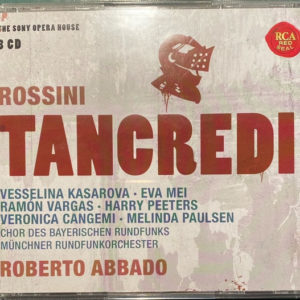 THE SONY OPERA HOUSE
3 CD
RCA
RED
SEAL
ROSSINI
TANCREDI
VESSELINA KASAROVA · EVA MEI
RAMÓN VARGAS · HARRY PEETERS
VERONICA CANGEMI · MELINDA PAULSEN
CHOR DES BAYERISCHEN RUNDFUNKS
MÜNCHNER RUNDFUNKORCHESTER
ROBERTO ABBADO